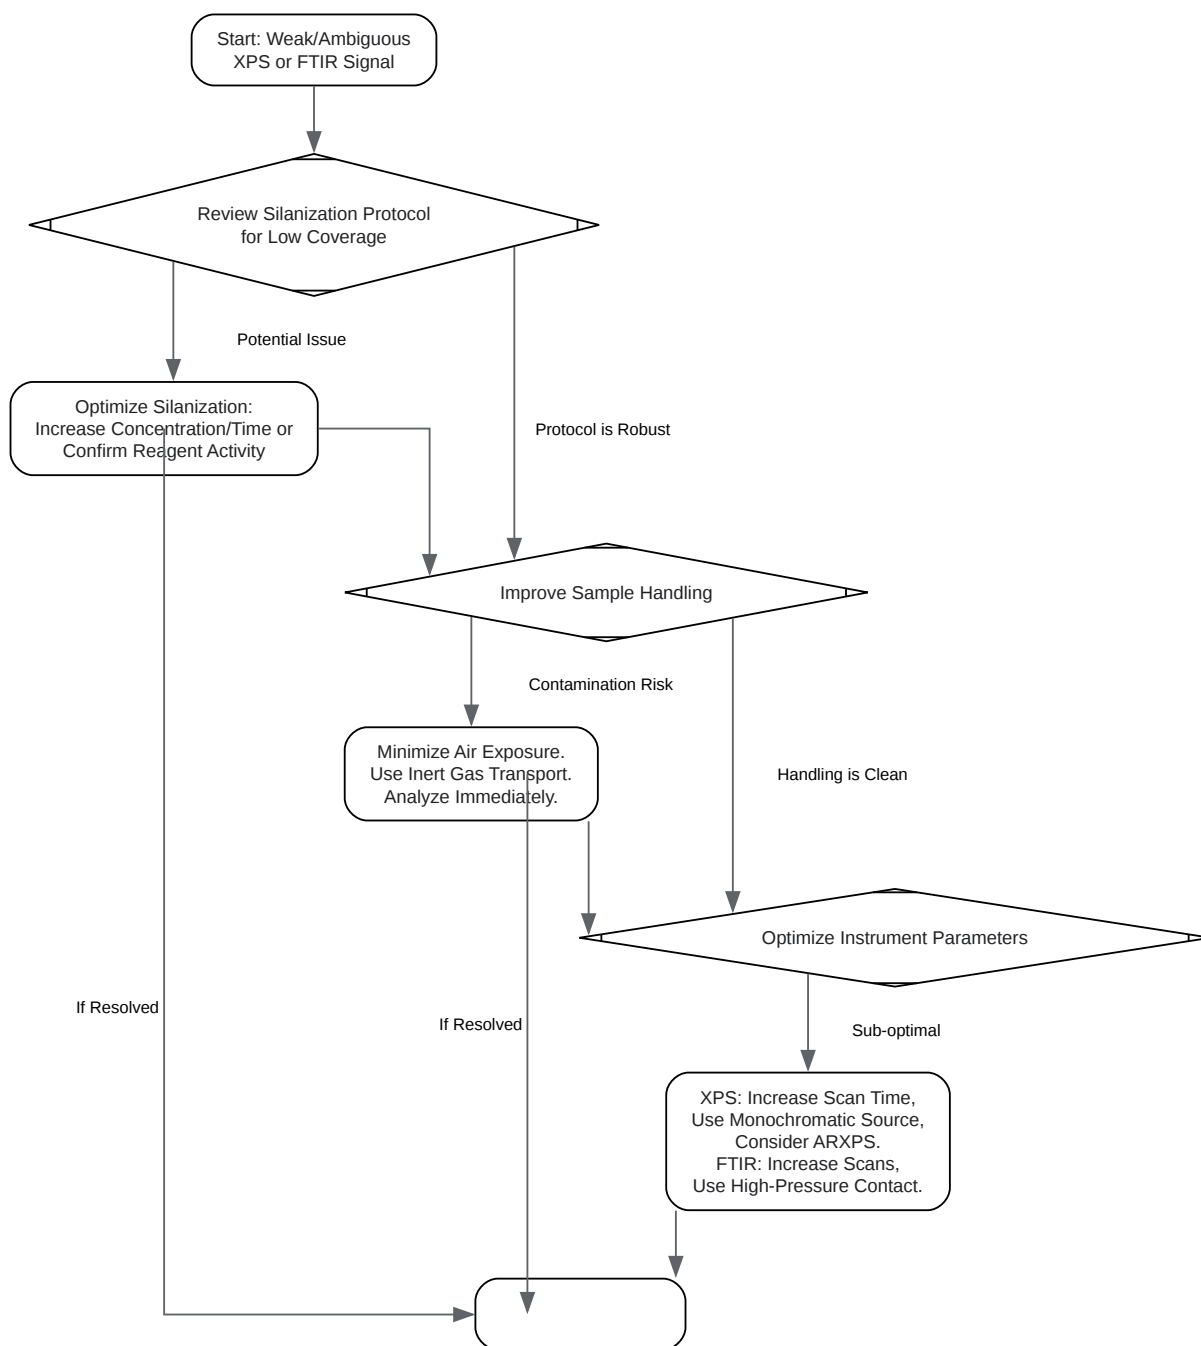 Start: Weak/Ambiguous
XPS or FTIR Signal
Review Silanization Protocol
for Low Coverage
Potential Issue
Optimize Silanization:
Increase Concentration/Time or
Confirm Reagent Activity
Protocol is Robust
Improve Sample Handling
Contamination Risk
Minimize Air Exposure.
Use Inert Gas Transport.
Analyze Immediately.
Handling is Clean
Optimize Instrument Parameters
If Resolved
If Resolved
Sub-optimal
XPS: Increase Scan Time,
Use Monochromatic Source,
Consider ARXPS.
FTIR: Increase Scans,
Use High-Pressure Contact.